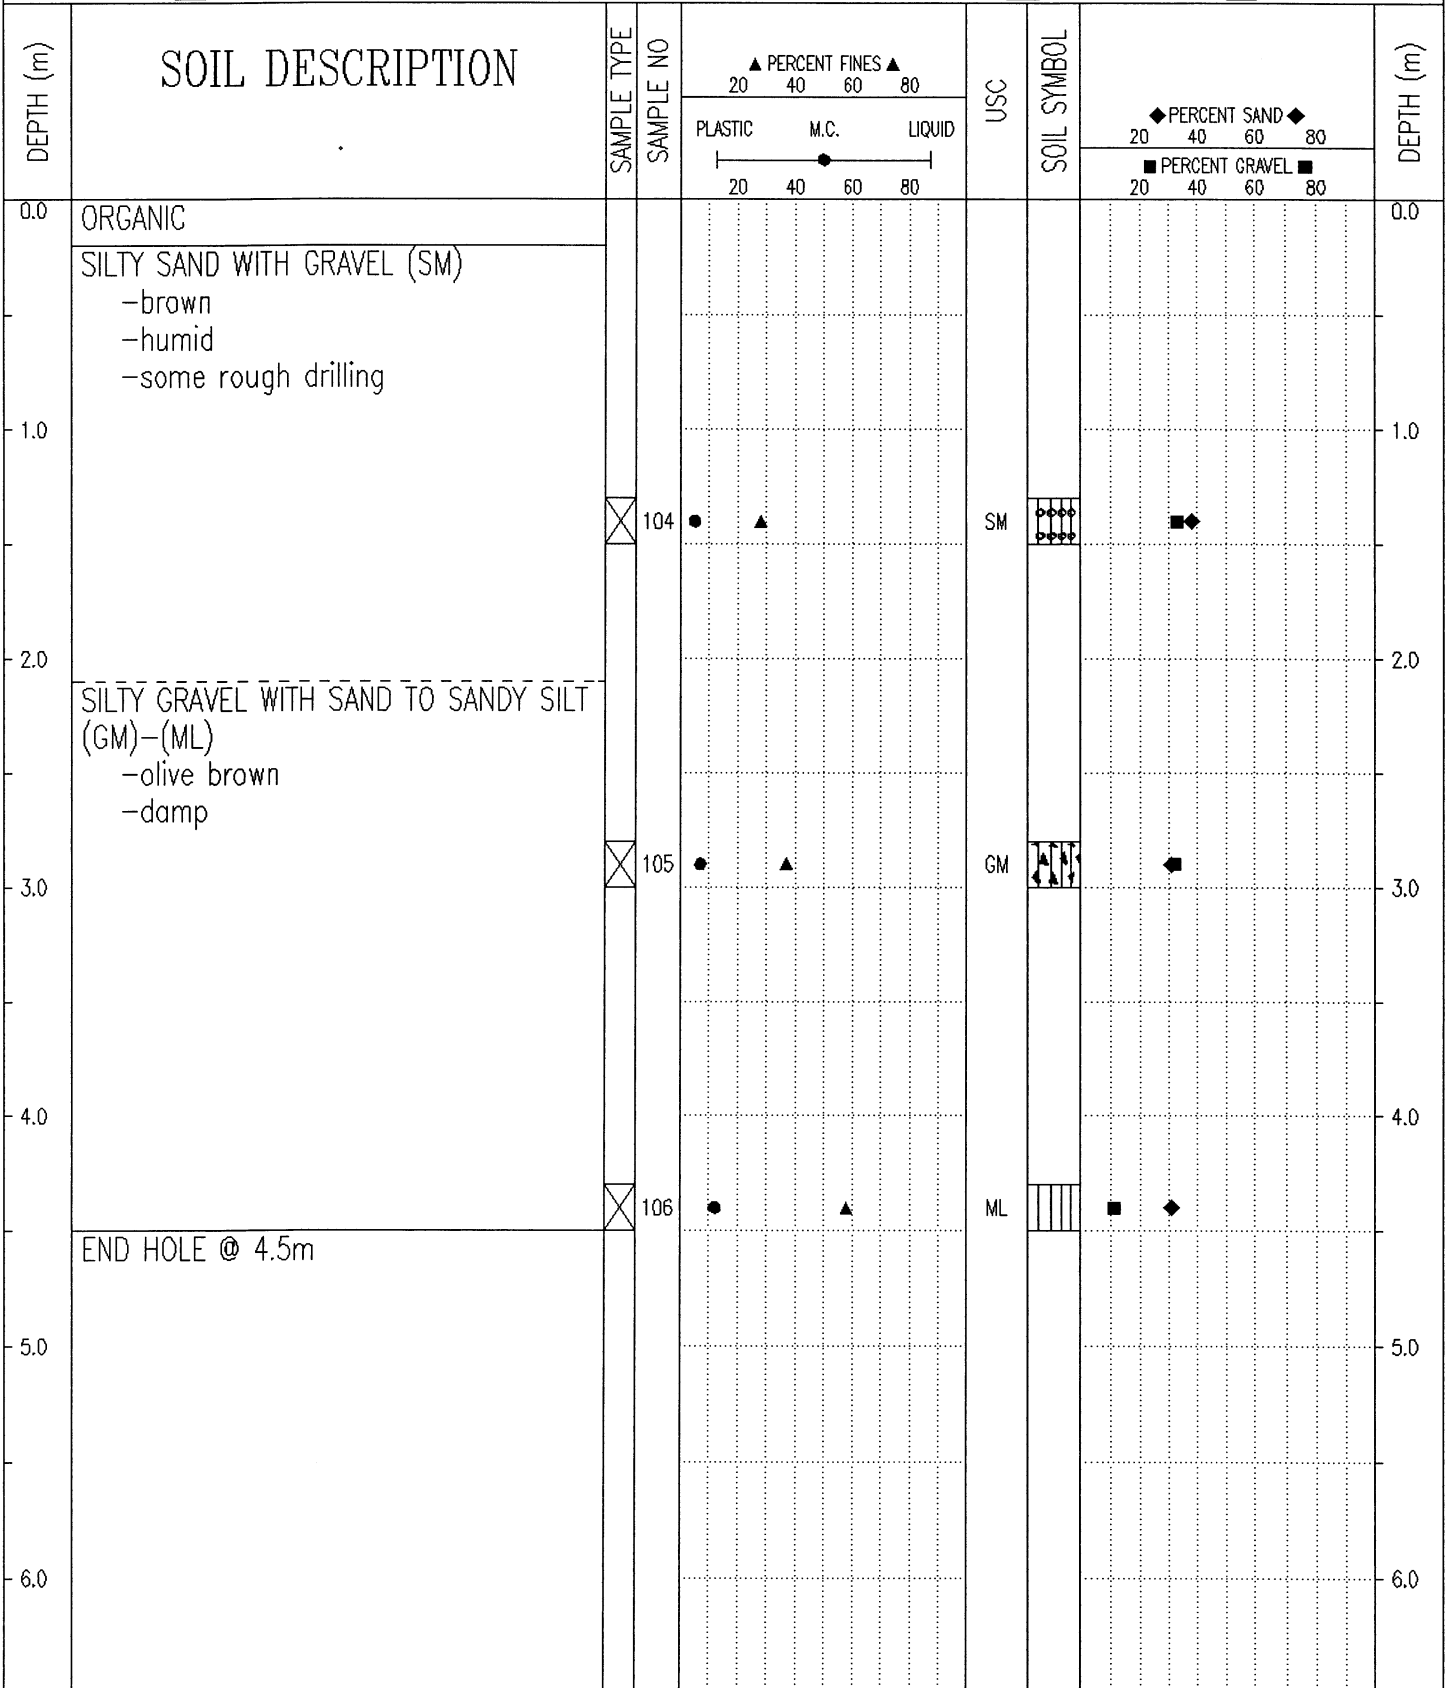 DEPTH (m)
SOIL DESCRIPTION
SAMPLE TYPE
SAMPLE NO
▲ PERCENT FINES ▲
20 40 60 80
PLASTIC M.C. LIQUID
20 40 60 80
USC
SOIL SYMBOL
◆ PERCENT SAND ◆
20 40 60 80
■ PERCENT GRAVEL ■
20 40 60 80
DEPTH (m)
0.0
ORGANIC
0.0
SILTY SAND WITH GRAVEL (SM)
-brown
-humid
-some rough drilling
1.0
1.0
104
SM
2.0
2.0
SILTY GRAVEL WITH SAND TO SANDY SILT
(GM)-(ML)
-olive brown
-damp
105
GM
3.0
3.0
4.0
4.0
106
ML
END HOLE @ 4.5m
5.0
5.0
6.0
6.0